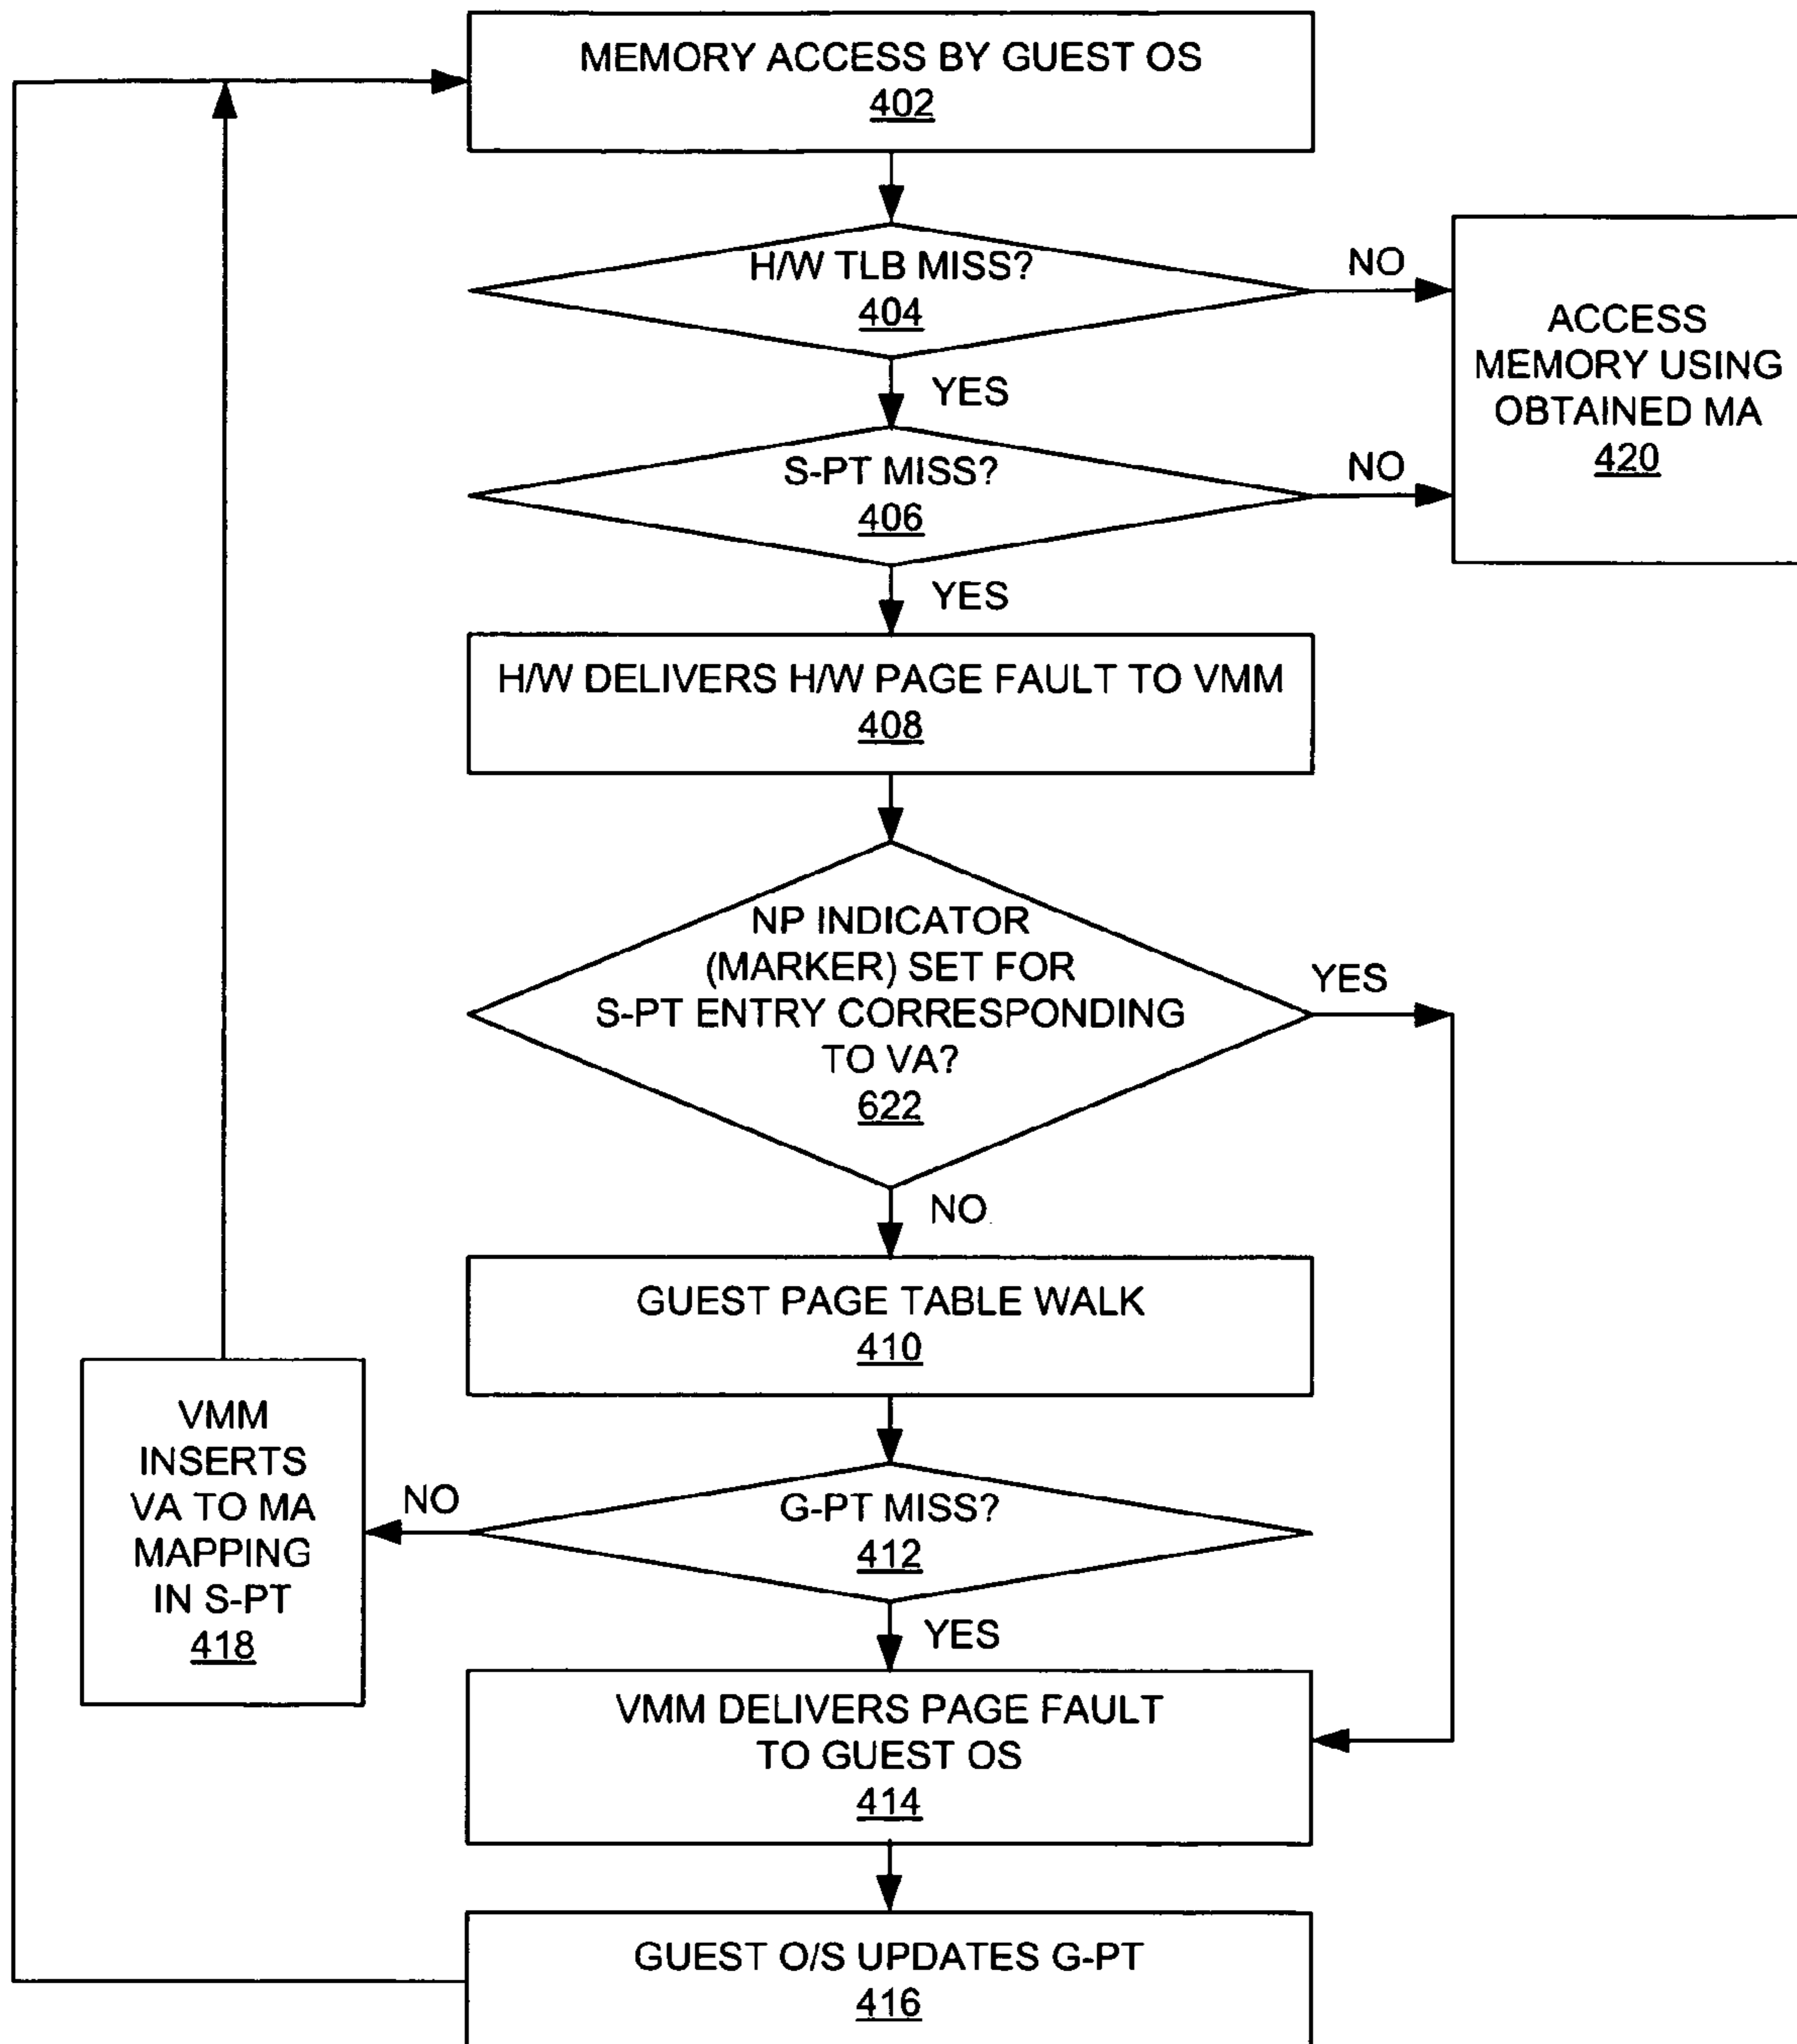 MEMORY ACCESS BY GUEST OS
402
H/W TLB MISS?
404
NO
YES
ACCESS
MEMORY USING
OBTAINED MA
420
S-PT MISS?
406
NO
YES
H/W DELIVERS H/W PAGE FAULT TO VMM
408
NP INDICATOR
(MARKER) SET FOR
S-PT ENTRY CORRESPONDING
TO VA?
622
YES
NO
GUEST PAGE TABLE WALK
410
G-PT MISS?
412
NO
VMM
INSERTS
VA TO MA
MAPPING
IN S-PT
418
YES
VMM DELIVERS PAGE FAULT
TO GUEST OS
414
GUEST O/S UPDATES G-PT
416